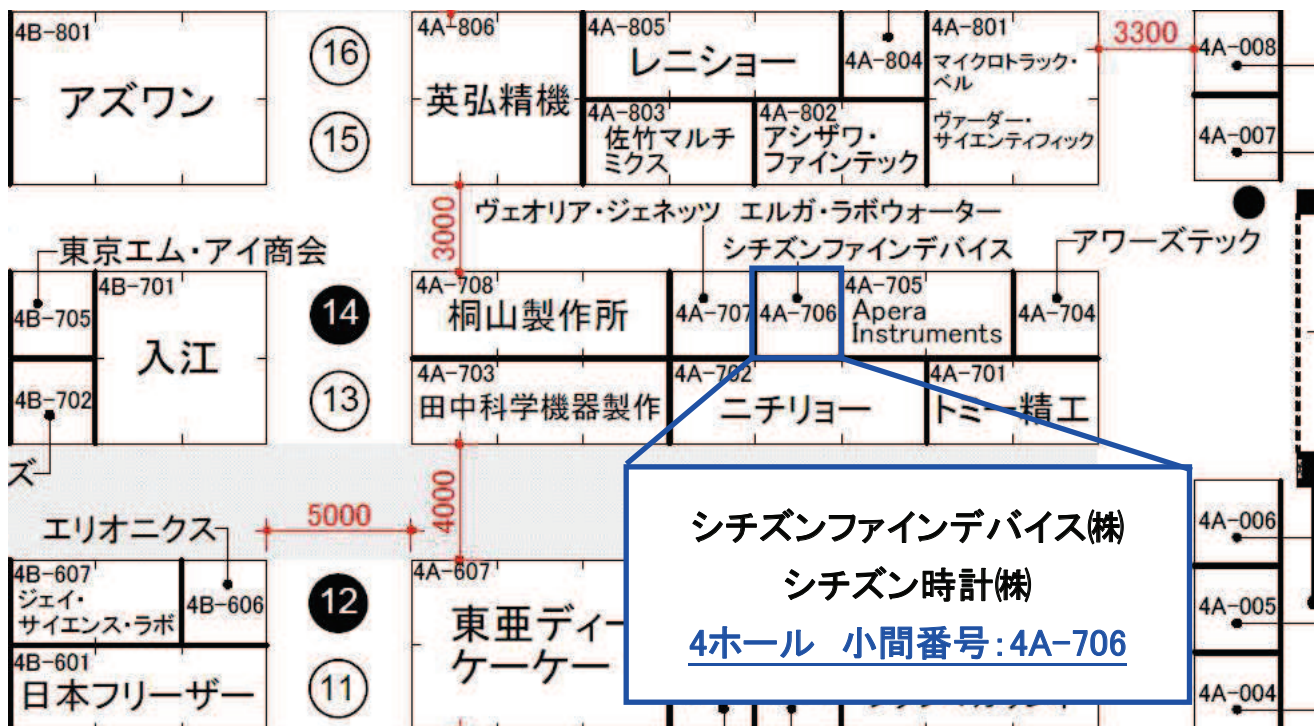 4B-801
アズワン
16
15
4A-806
英弘精機
4A-805
レニショー
4A-804
4A-803
佐竹マルチ
ミクス
4A-802
アシザワ・
ファインテック
4A-801
マイクロトラック・
ベル
ヴァーダー・
サイエンティフィック
3300
4A-008
4A-007
3000
ヴェオリア・ジェネッツ
エルガ・ラボウォーター
シチズンファインデバイス
アワーズテック
東京エム・アイ商会
4B-705
4B-701
入江
4B-702
ズ
14
13
4A-708
桐山製作所
4A-707
4A-706
4A-705
Apera
Instruments
4A-704
4A-703
田中科学機器製作
4A-702
ニチリョー
4A-701
トミー精工
5000
4000
エリオニクス
4B-607
ジェイ・
サイエンス・ラボ
4B-606
4B-601
日本フリーザー
12
11
4A-607
東亜ディー
ケーケー
シチズンファインデバイス㈱
シチズン時計㈱
4ホール 小間番号:4A-706
4A-006
4A-005
4A-004